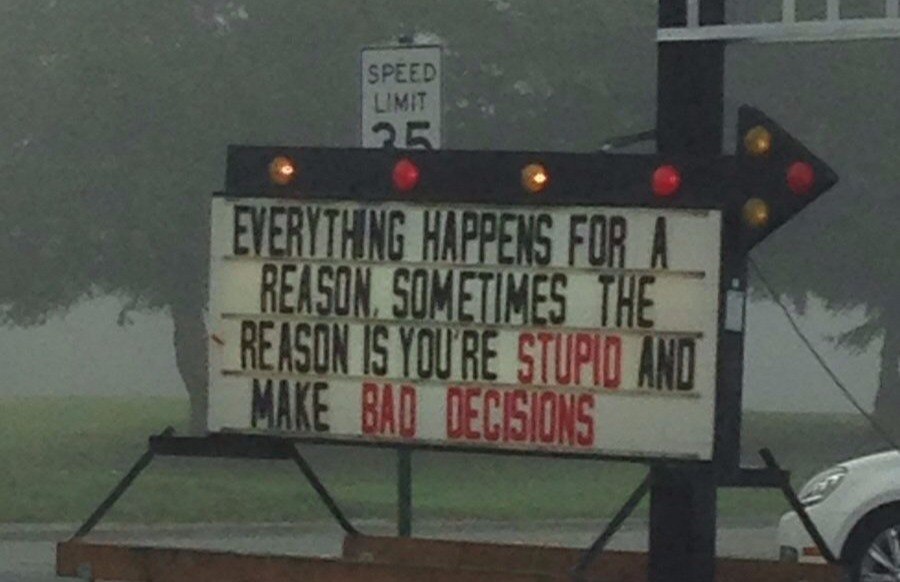 SPEED
LIMIT
35
EVERYTHING HAPPENS FOR A
REASON, SOMETIMES THE
REASON IS YOU'RE STUPID AND
MAKE BAD DECISIONS